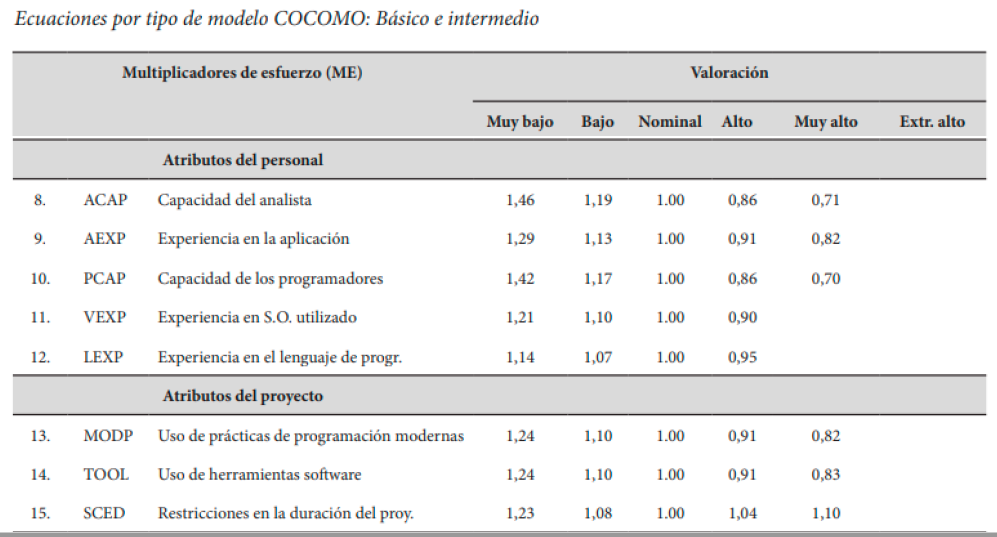 Ecuaciones por tipo de modelo COCOMO: Básico e intermedio
Multiplicadores de esfuerzo (ME) Valoración
Muy bajo Bajo Nominal Alto Muy alto Extr. alto
Atributos del personal
8. ACAP Capacidad del analista 1,46 1,19 1.00 0,86 0,71
9. AEXP Experiencia en la aplicación 1,29 1,13 1.00 0,91 0,82
10. PCAP Capacidad de los programadores 1,42 1,17 1.00 0,86 0,70
11. VEXP Experiencia en S.O. utilizado 1,21 1,10 1.00 0,90
12. LEXP Experiencia en el lenguaje de progr. 1,14 1,07 1.00 0,95
Atributos del proyecto
13. MODP Uso de prácticas de programación modernas 1,24 1,10 1.00 0,91 0,82
14. TOOL Uso de herramientas software 1,24 1,10 1.00 0,91 0,83
15. SCED Restricciones en la duración del proy. 1,23 1,08 1.00 1,04 1,10